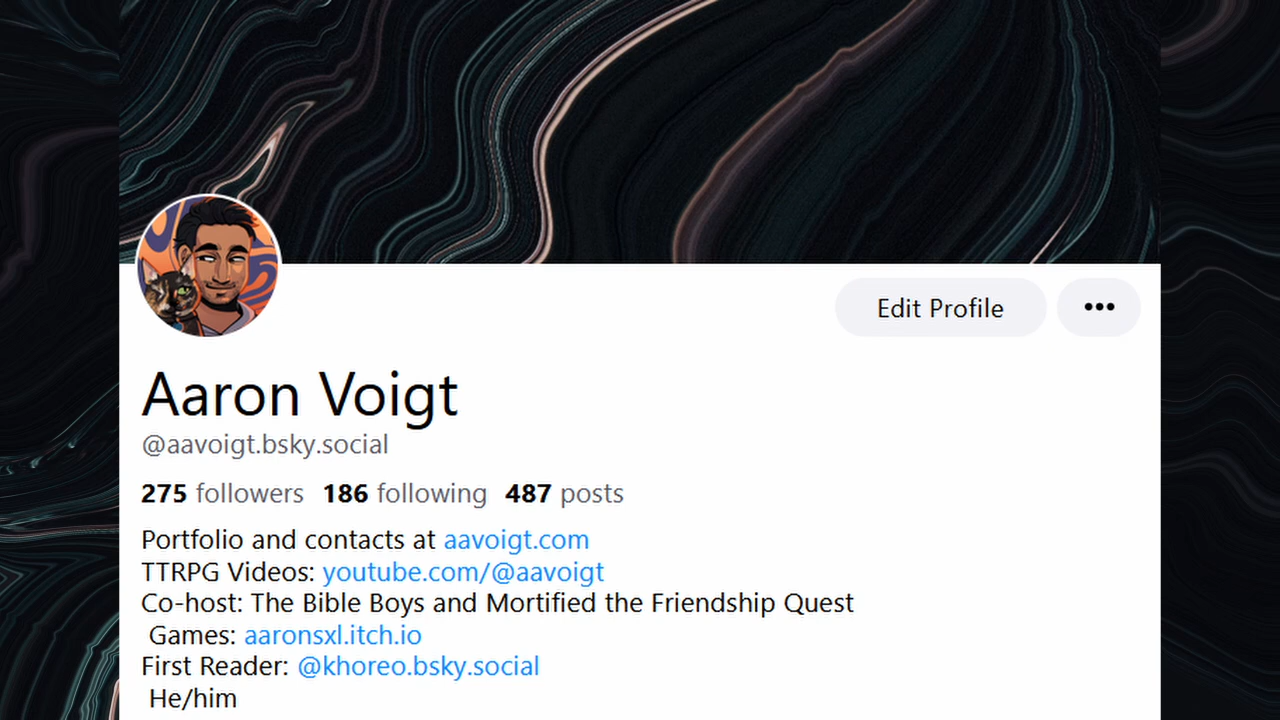 Edit Profile
•••
Aaron Voigt
@aavoigt.bsky.social
275 followers 186 following 487 posts
Portfolio and contacts at aavoigt.com
TTRPG Videos: youtube.com/@aavoigt
Co-host: The Bible Boys and Mortified the Friendship Quest
Games: aaronsxl.itch.io
First Reader: @khoreo.bsky.social
He/him